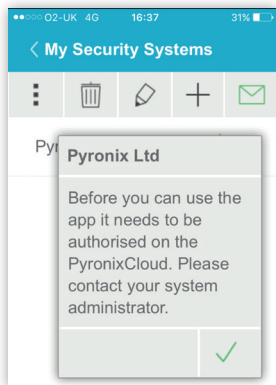 O2-UK 4G 16:37 31%
My Security Systems
Pyr
Pyronix Ltd
Before you can use the
app it needs to be
authorised on the
PyronixCloud. Please
contact your system
administrator.